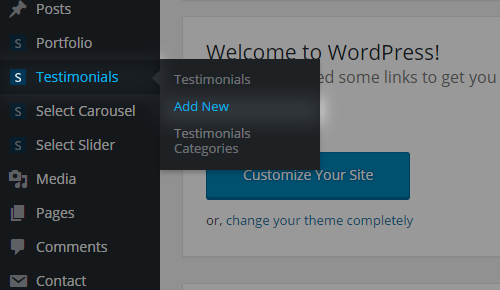 Posts
S Portfolio
S Testimonials
S Select Carousel
S Select Slider
Media
Pages
Comments
Contact
Testimonials
Add New
Testimonials
Categories
Welcome to WordPress!
ed some links to get you
Customize Your Site
or, change your theme completely